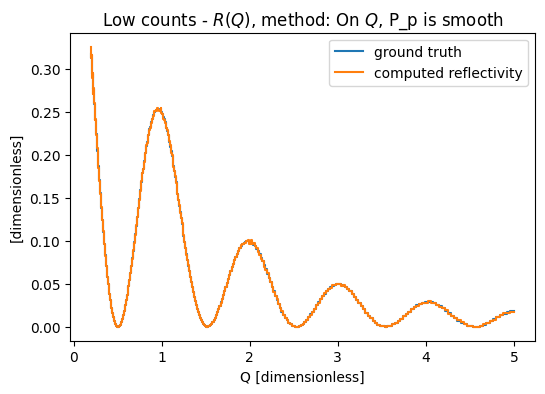 Low counts - R(Q), method: On Q, P_p is smooth
ground truth
computed reflectivity
[dimensionless]
0.30
0.25
0.20
0.15
0.10
0.05
0.00
0 1 2 3 4 5
Q [dimensionless]